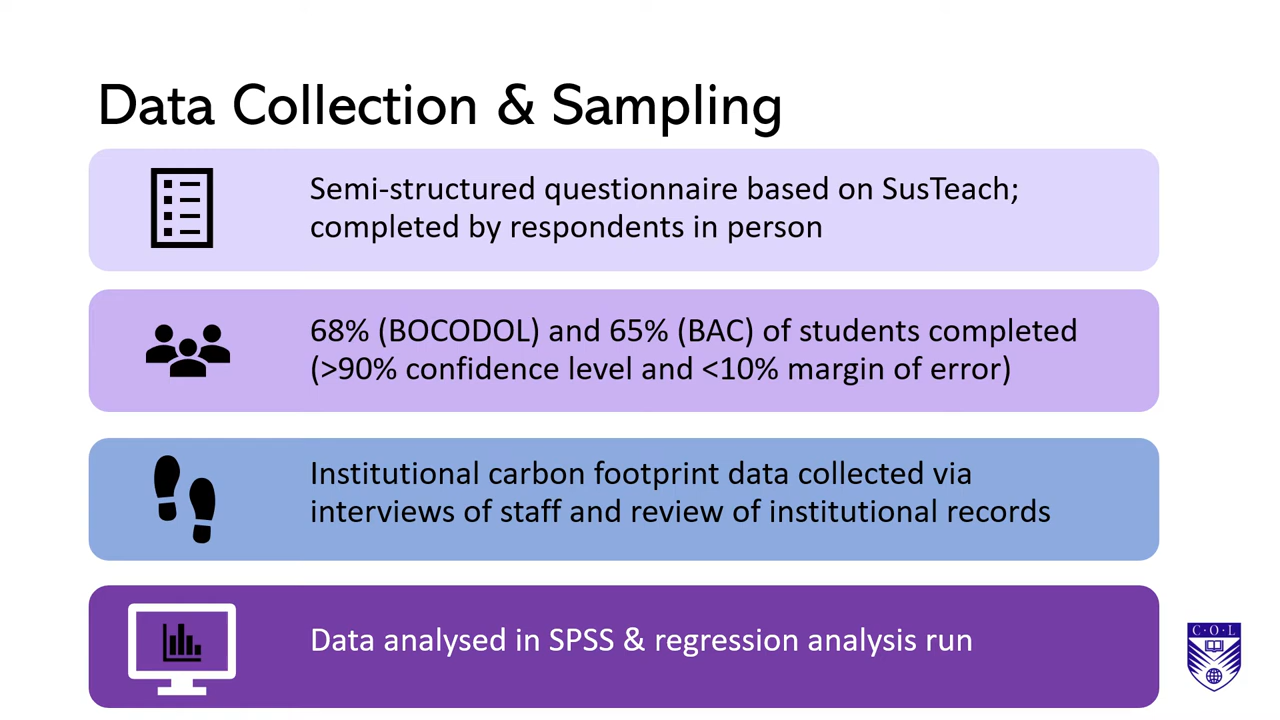 Data Collection & Sampling
Semi-structured questionnaire based on SusTeach;
completed by respondents in person
68% (BOCODOL) and 65% (BAC) of students completed
(>90% confidence level and <10% margin of error)
Institutional carbon footprint data collected via
interviews of staff and review of institutional records
Data analysed in SPSS & regression analysis run
C·O·L